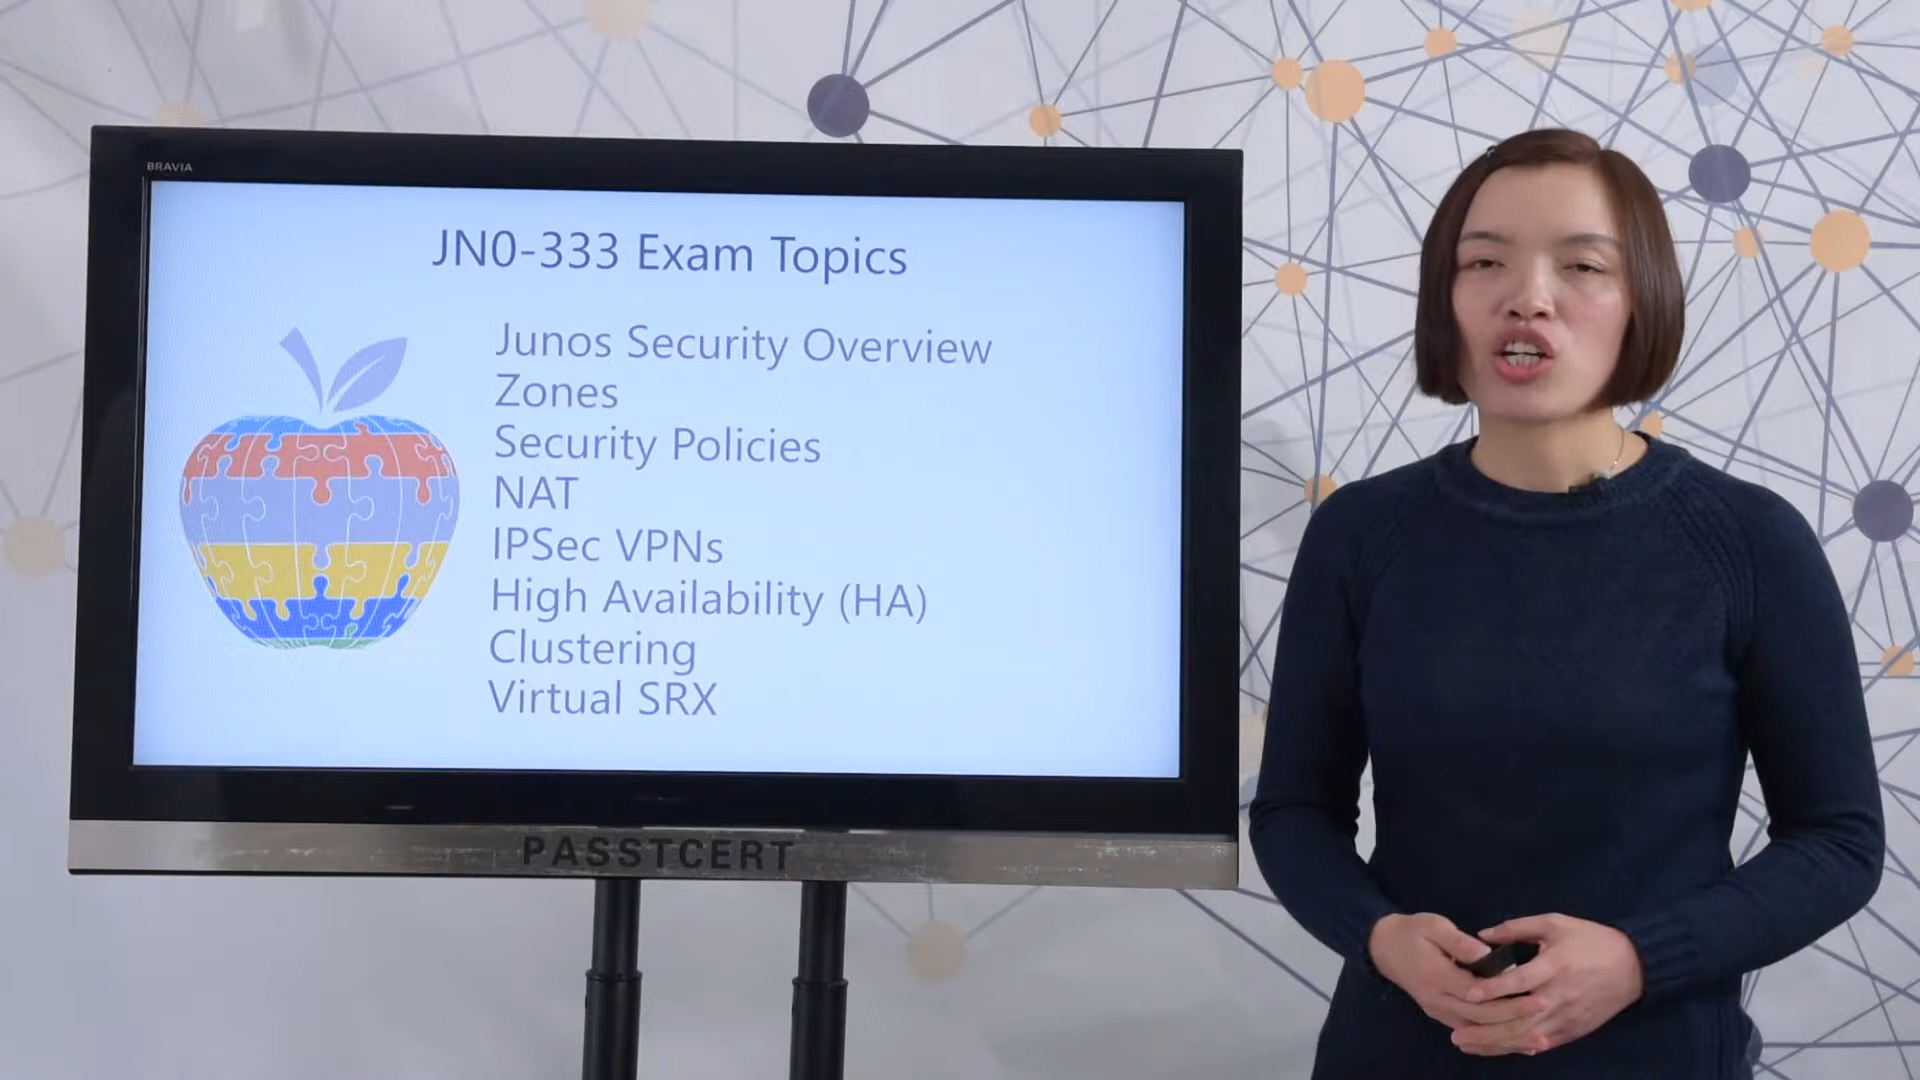 BRAVIA
JN0-333 Exam Topics
Junos Security Overview
Zones
Security Policies
NAT
IPSec VPNs
High Availability (HA)
Clustering
Virtual SRX
PASSTCERT